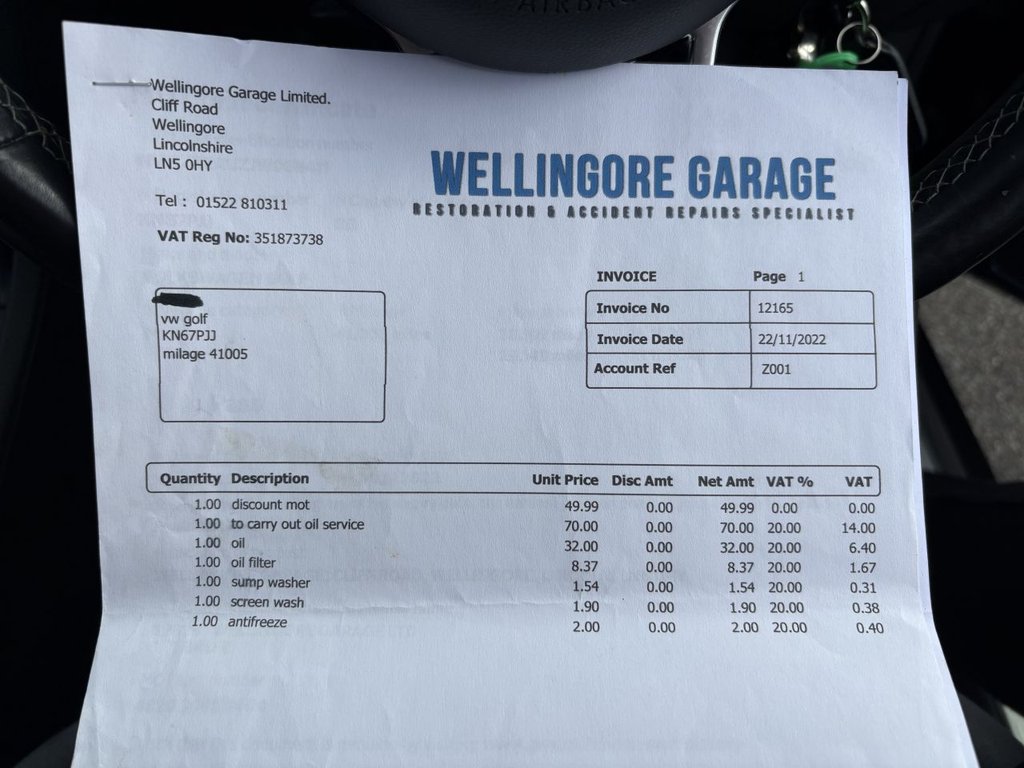 AIRBAG
Wellingore Garage Limited.
Cliff Road
Wellingore
Lincolnshire
LN5 0HY
Tel : 01522 810311
VAT Reg No: 351873738
WELLINGORE GARAGE
RESTORATION & ACCIDENT REPAIRS SPECIALIST
INVOICE Page 1
Invoice No 12165
Invoice Date 22/11/2022
Account Ref Z001
vw golf
KN67PJJ
milage 41005
Quantity Description Unit Price Disc Amt Net Amt VAT % VAT
1.00 discount mot 49.99 0.00 49.99 0.00 0.00
1.00 to carry out oil service 70.00 0.00 70.00 20.00 14.00
1.00 oil 32.00 0.00 32.00 20.00 6.40
1.00 oil filter 8.37 0.00 8.37 20.00 1.67
1.00 sump washer 1.54 0.00 1.54 20.00 0.31
1.00 screen wash 1.90 0.00 1.90 20.00 0.38
1.00 antifreeze 2.00 0.00 2.00 20.00 0.40